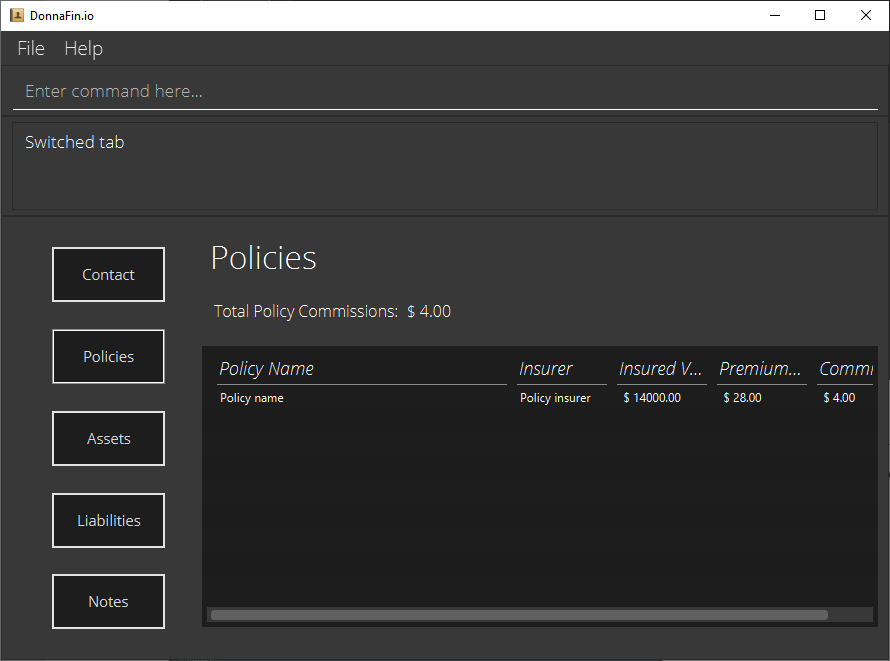 DonnaFin.io
File Help
Enter command here...
Switched tab
Contact
Policies
Assets
Liabilities
Notes
Policies
Total Policy Commissions: $ 4.00
Policy Name Insurer Insured V... Premium... Commi
Policy name Policy insurer $ 14000.00 $ 28.00 $ 4.00